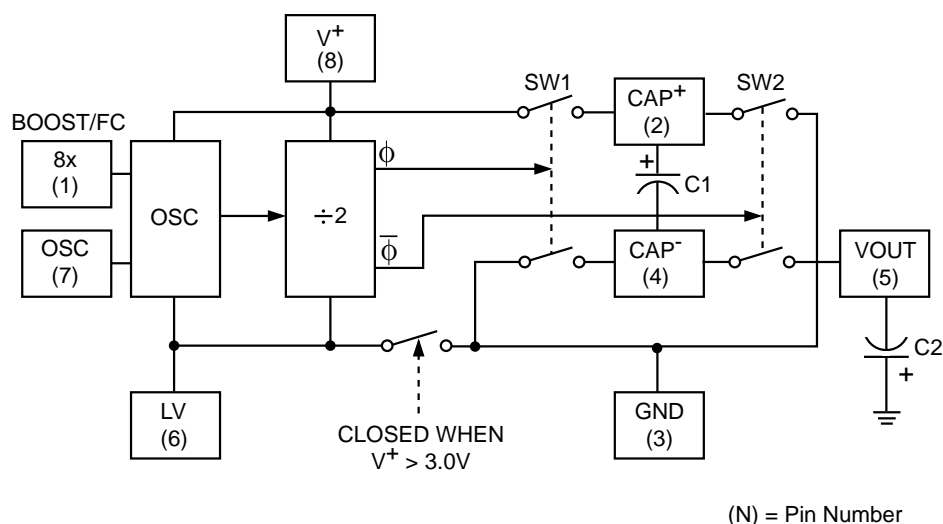 V+
(8)
SW1
CAP+
(2)
SW2
BOOST/FC
8x
(1)
OSC
÷2
ϕ
+
C1
OSC
(7)
ϕ̅
CAP-
(4)
VOUT
(5)
C2
+
LV
(6)
CLOSED WHEN
V+ > 3.0V
GND
(3)
(N) = Pin Number